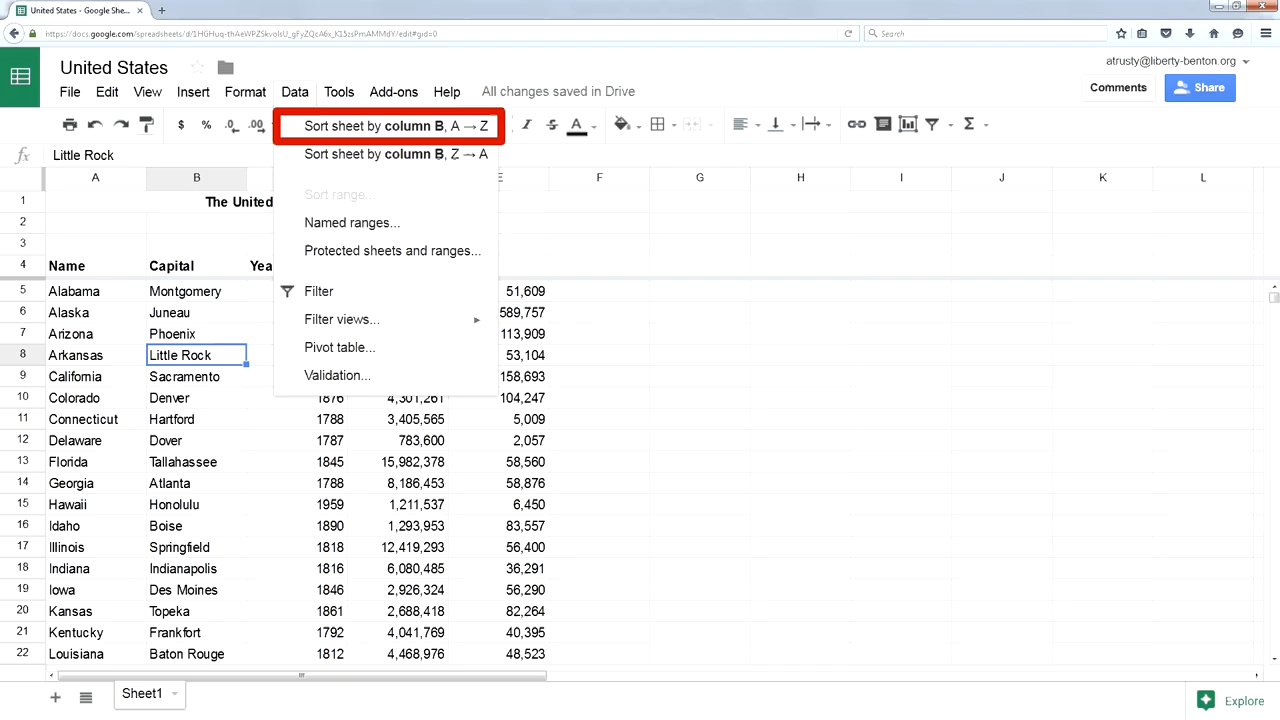 United States - Google She...
https://docs.google.com/spreadsheets/d/1HGHuq-thAeWPZSkvoIsU_gFyZQcA6x_K15zsPmAMMdY/edit#gid=0
Search
United States
atrusty@liberty-benton.org
File Edit View Insert Format Data Tools Add-ons Help All changes saved in Drive
Comments
Share
$ % .0 .00
Sort sheet by column B, A → Z
Sort sheet by column B, Z → A
Sort range...
Named ranges...
Protected sheets and ranges...
Filter
Filter views...
Pivot table...
Validation...
fx Little Rock
A B E F G H I J K L
1 The United
2
3
4 Name Capital Yea
5 Alabama Montgomery 51,609
6 Alaska Juneau 589,757
7 Arizona Phoenix 113,909
8 Arkansas Little Rock 53,104
9 California Sacramento 158,693
10 Colorado Denver 1876 4,301,261 104,247
11 Connecticut Hartford 1788 3,405,565 5,009
12 Delaware Dover 1787 783,600 2,057
13 Florida Tallahassee 1845 15,982,378 58,560
14 Georgia Atlanta 1788 8,186,453 58,876
15 Hawaii Honolulu 1959 1,211,537 6,450
16 Idaho Boise 1890 1,293,953 83,557
17 Illinois Springfield 1818 12,419,293 56,400
18 Indiana Indianapolis 1816 6,080,485 36,291
19 Iowa Des Moines 1846 2,926,324 56,290
20 Kansas Topeka 1861 2,688,418 82,264
21 Kentucky Frankfort 1792 4,041,769 40,395
22 Louisiana Baton Rouge 1812 4,468,976 48,523
Sheet1
Explore